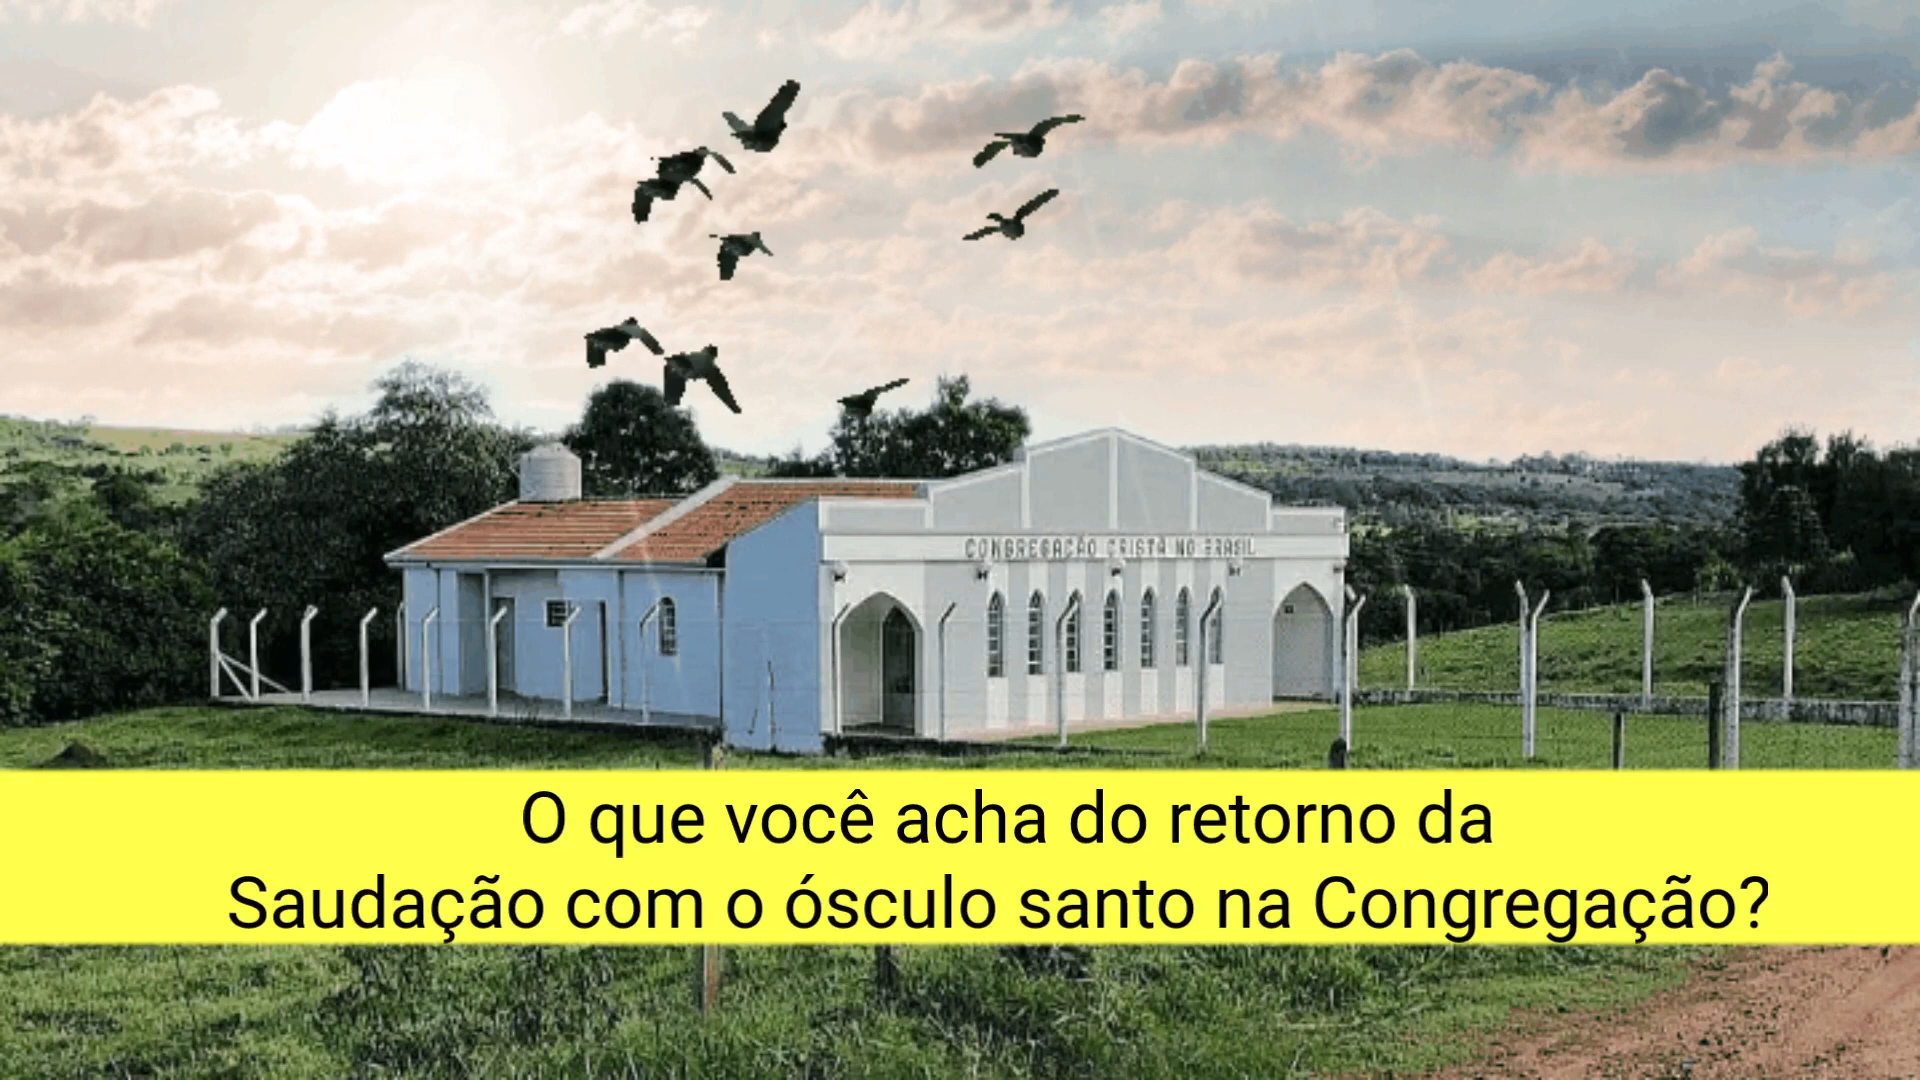 CONGREGAÇÃO CRISTÃ NO BRASIL
O que você acha do retorno da
Saudação com o ósculo santo na Congregação?